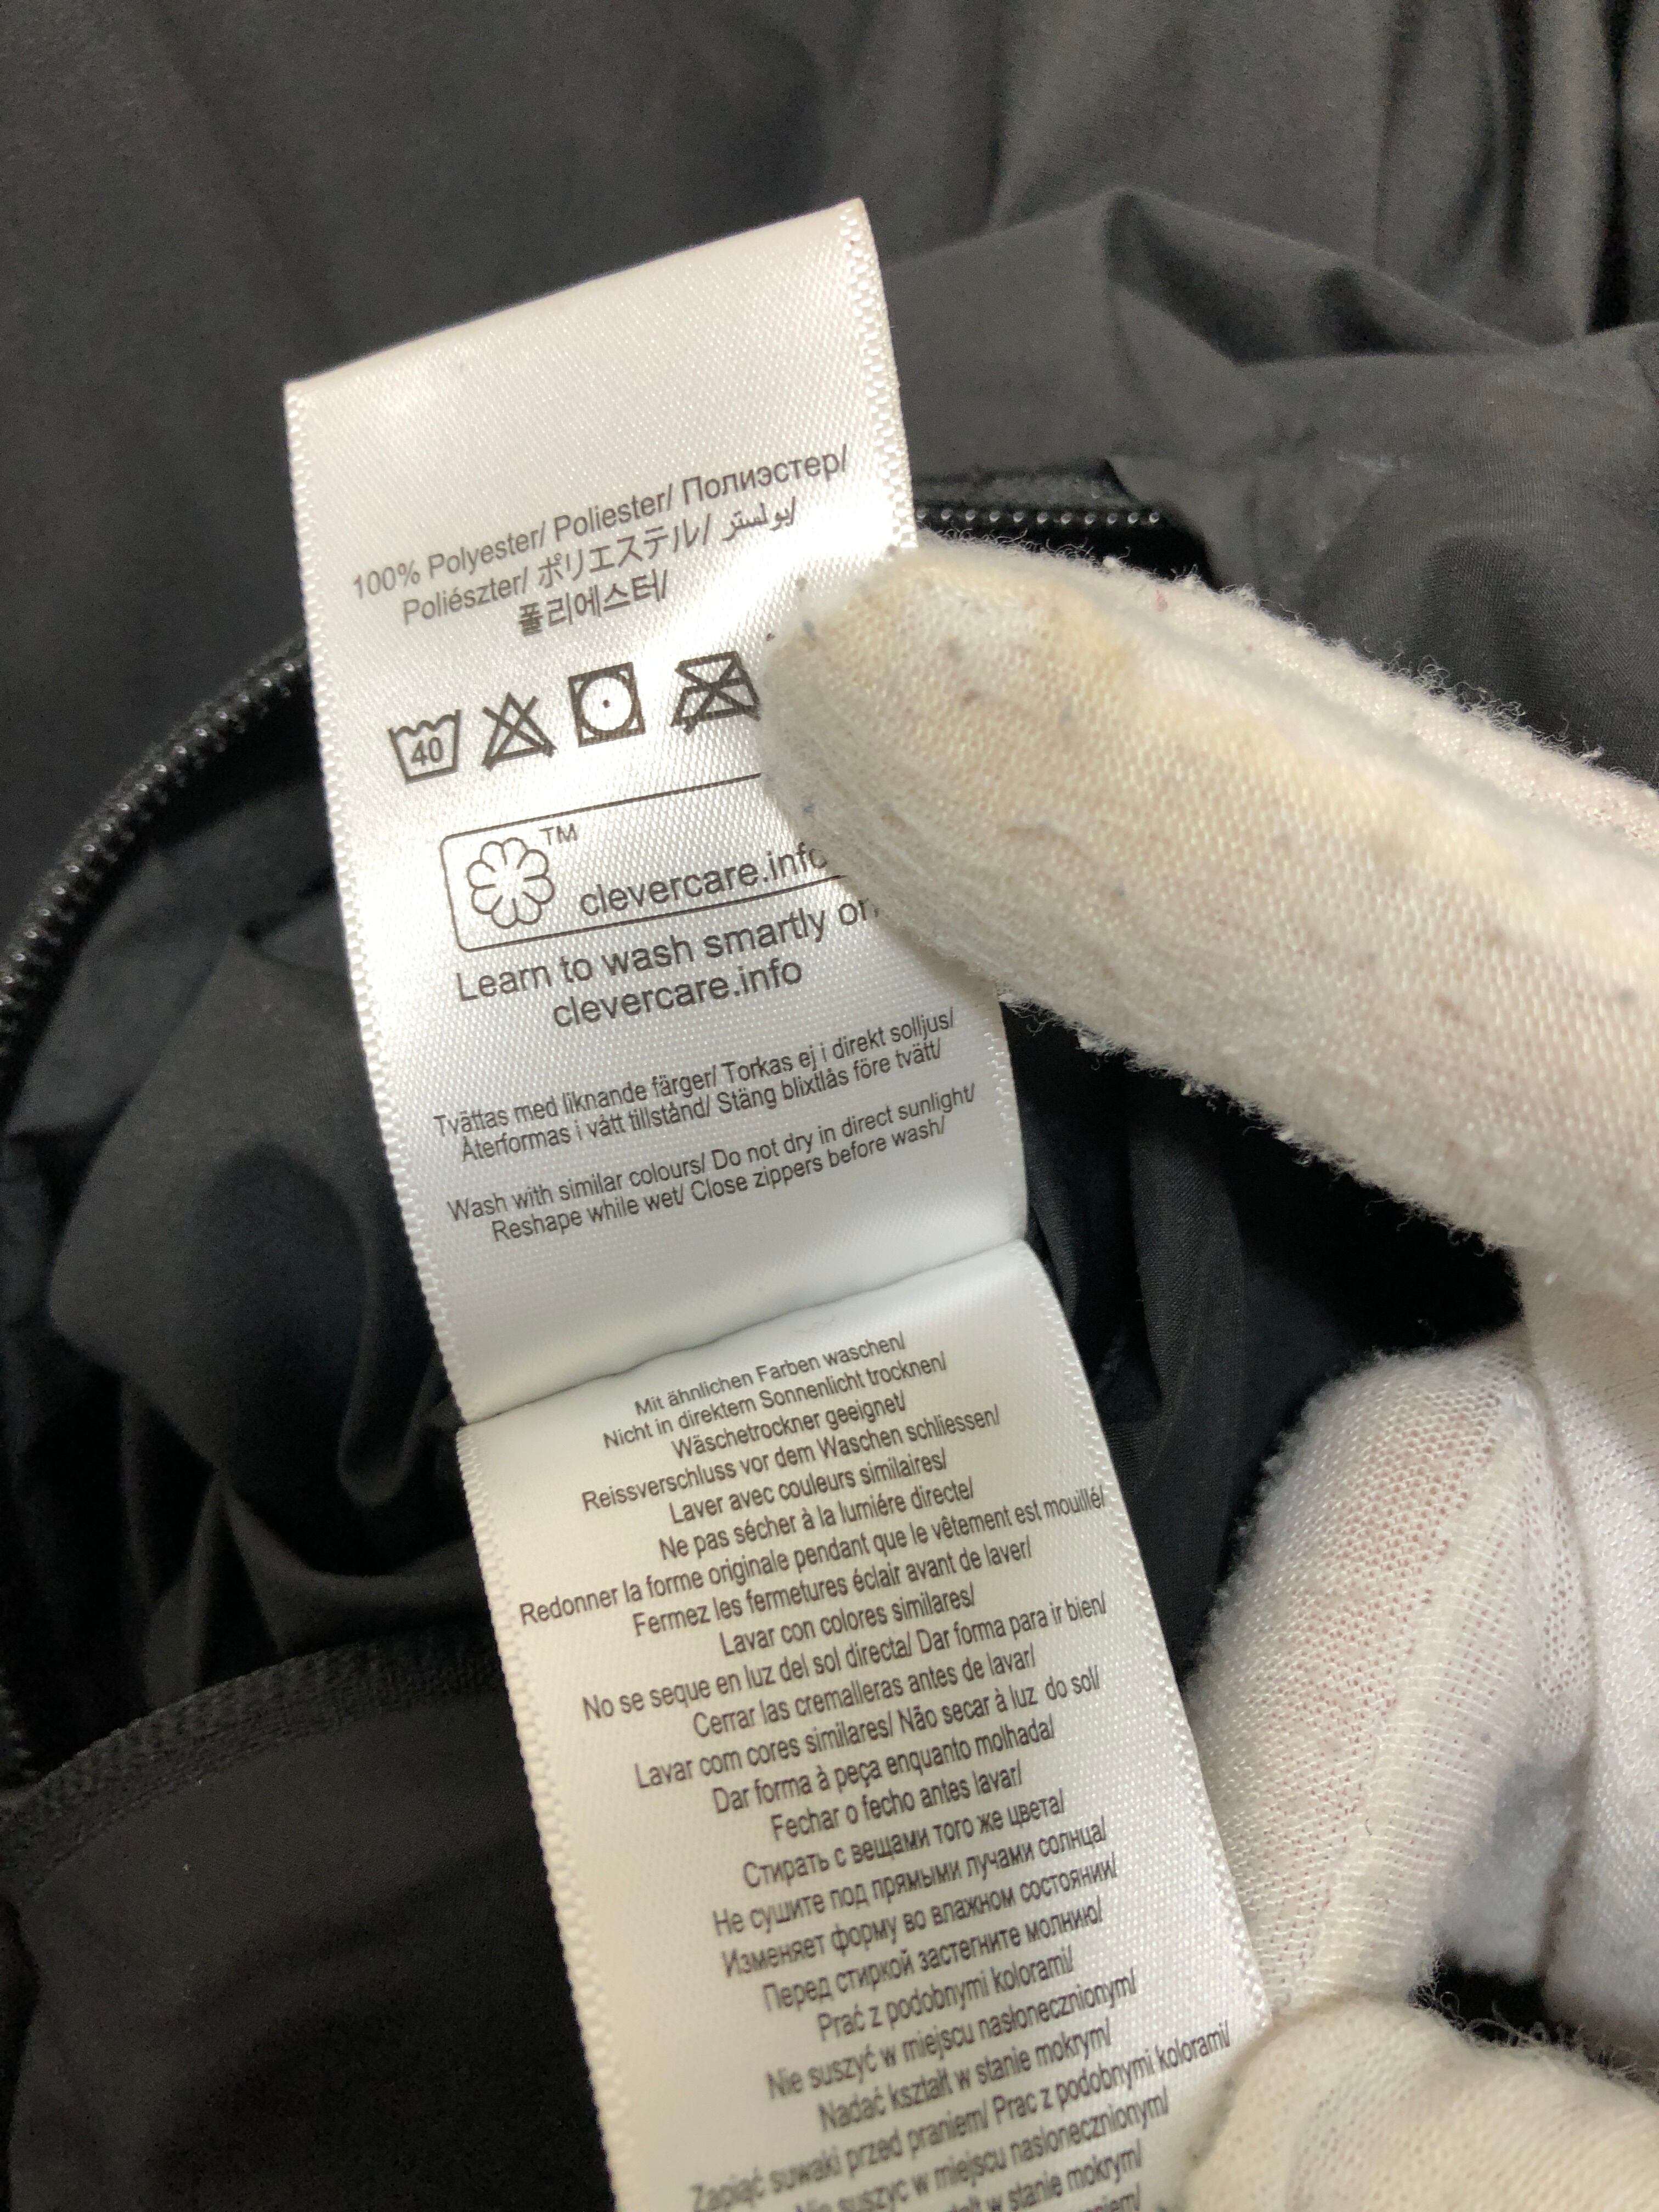 100% Polyester/ Poliester/ Полиэстер/
Poliészter/ ポリエステル/ بولستر/
폴리에스터/
40
TM
clevercare.info
Learn to wash smartly on
clevercare.info
Tvättas med liknande färger/ Torkas ej i direkt solljus/
Återformas i vått tillstånd/ Stäng blixtlås före tvätt/
Wash with similar colours/ Do not dry in direct sunlight/
Reshape while wet/ Close zippers before wash/
Mit ähnlichen Farben waschen/
Nicht in direktem Sonnenlicht trocknen/
Wäschetrockner geeignet/
Reissverschluss vor dem Waschen schliessen/
Laver avec couleurs similaires/
Ne pas sécher à la lumiére directe/
Redonner la forme originale pendant que le vêtement est mouillé/
Fermez les fermetures éclair avant de laver/
Lavar con colores similares/
No se seque en luz del sol directa/ Dar forma para ir bien/
Cerrar las cremalleras antes de lavar/
Lavar com cores similares/ Não secar à luz do sol/
Dar forma à peça enquanto molhada/
Fechar o fecho antes lavar/
Стирать с вещами того же цвета/
Не сушите под прямыми лучами солнца/
Изменяет форму во влажном состоянии/
Перед стиркой застегните молнию/
Prać z podobnymi kolorami/
Nie suszyć w miejscu nasłonecznionym/
Nadać kształt w stanie mokrym/
Zapiąć suwaki przed praniem/ Prac z podobnymi kolorami/
Nie suszyc w miejscu naslonecznionym/
w stanie mokrym/